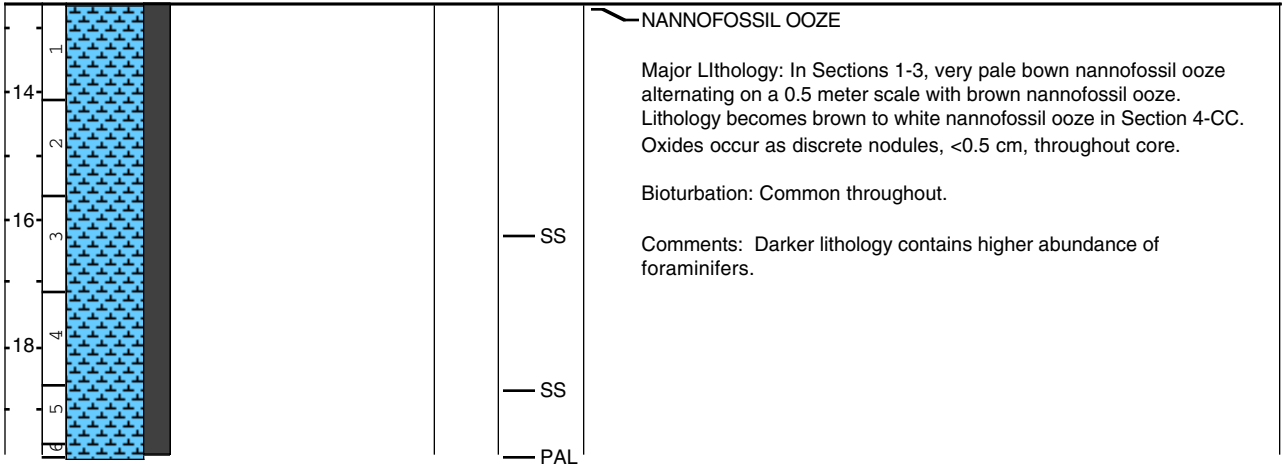 NANNOFOSSIL OOZE
Major LIthology: In Sections 1-3, very pale bown nannofossil ooze
alternating on a 0.5 meter scale with brown nannofossil ooze.
Lithology becomes brown to white nannofossil ooze in Section 4-CC.
Oxides occur as discrete nodules, <0.5 cm, throughout core.
Bioturbation: Common throughout.
Comments: Darker lithology contains higher abundance of
foraminifers.
1
14
2
16
3
SS
4
18
SS
5
6
PAL